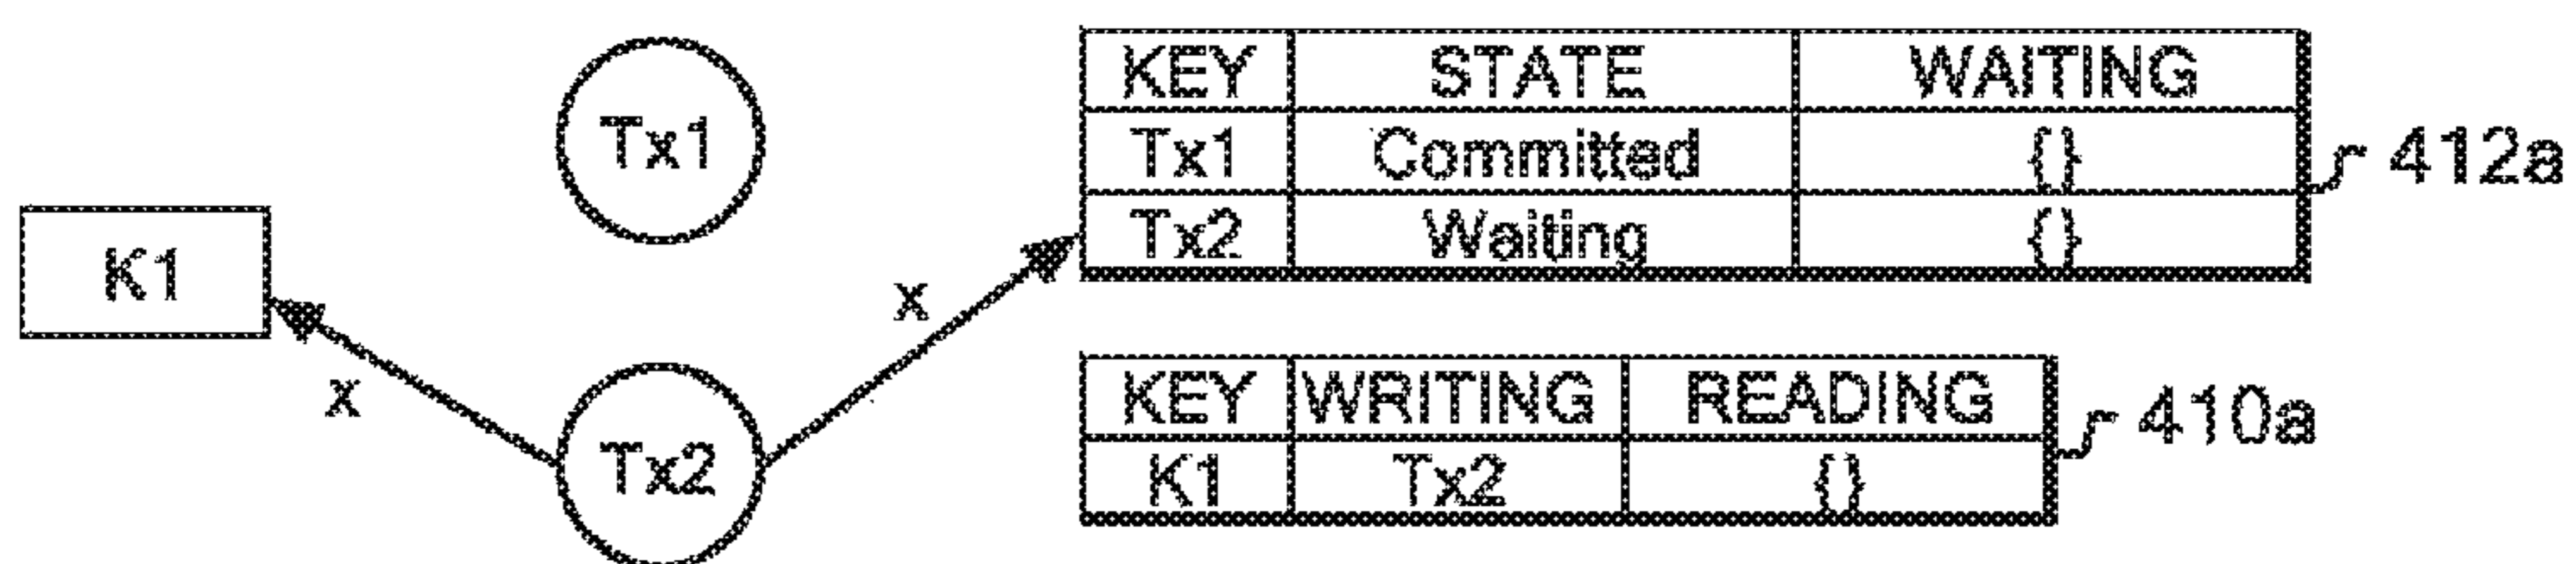 Tx1
K1
x
x
Tx2
KEY STATE WAITING
Tx1 Committed {}
Tx2 Waiting {}
412a
KEY WRITING READING
K1 Tx2 {}
410a